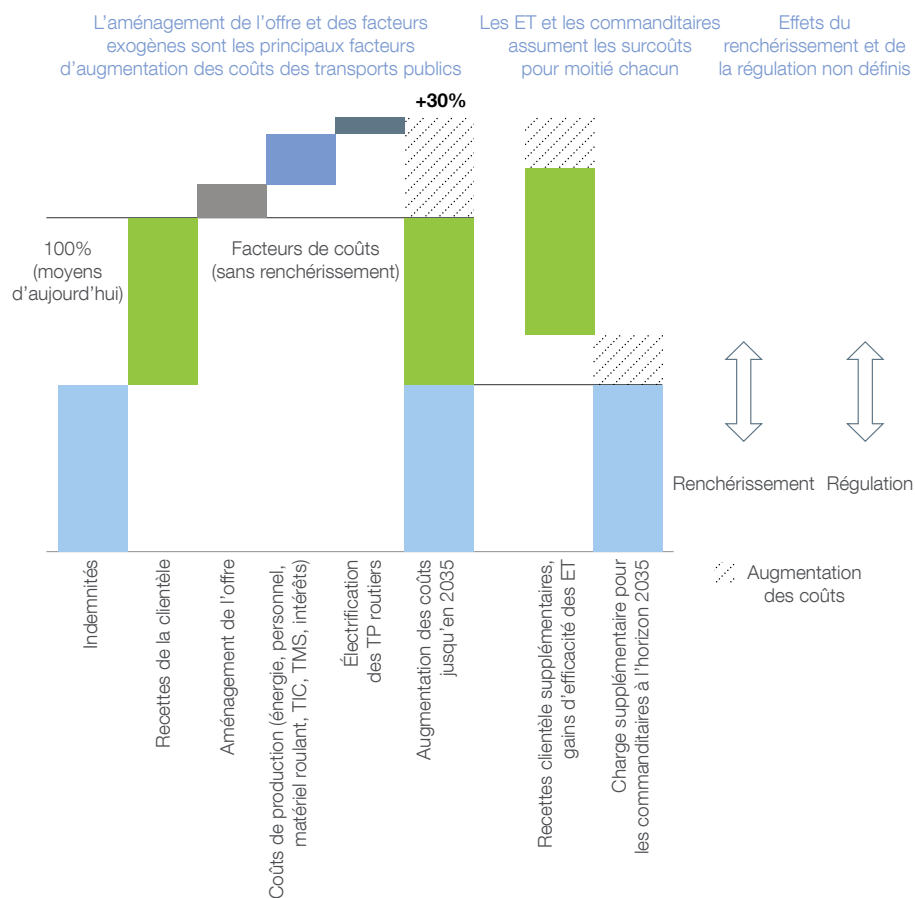 L’aménagement de l’offre et des facteurs
exogènes sont les principaux facteurs
d’augmentation des coûts des transports publics
Les ET et les commanditaires
assument les surcoûts
pour moitié chacun
Effets du
renchérissement et de
la régulation non définis
+30%
100%
(moyens
d’aujourd’hui)
Facteurs de coûts
(sans renchérissement)
Renchérissement
Régulation
Augmentation
des coûts
Indemnités
Recettes de la clientèle
Aménagement de l’offre
Coûts de production (énergie, personnel,
matériel roulant, TIC, TMS, intérêts)
Électrification
des TP routiers
Augmentation des coûts
jusqu’en 2035
Recettes clientèle supplémentaires,
gains d’efficacité des ET
Charge supplémentaire pour
les commanditaires à l’horizon 2035